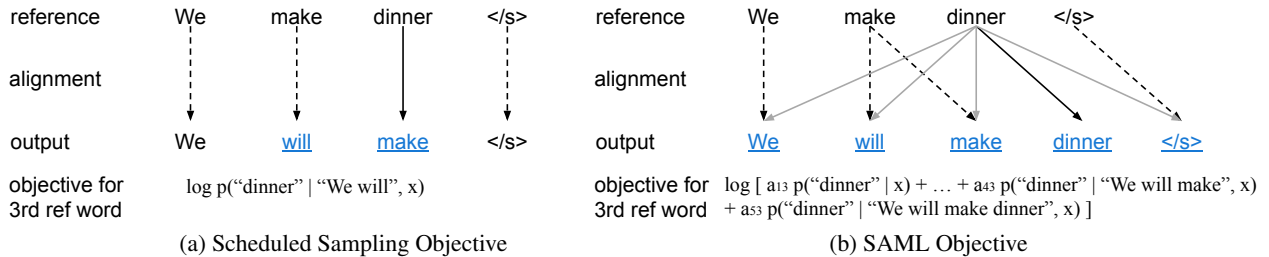 reference We make dinner </s>
alignment
output We will make </s>
objective for log p(“dinner” | “We will”, x)
3rd ref word
(a) Scheduled Sampling Objective
reference We make dinner </s>
alignment
output We will make dinner </s>
objective for log [ a13 p(“dinner” | x) + … + a43 p(“dinner” | “We will make”, x)
3rd ref word + a53 p(“dinner” | “We will make dinner”, x) ]
(b) SAML Objective